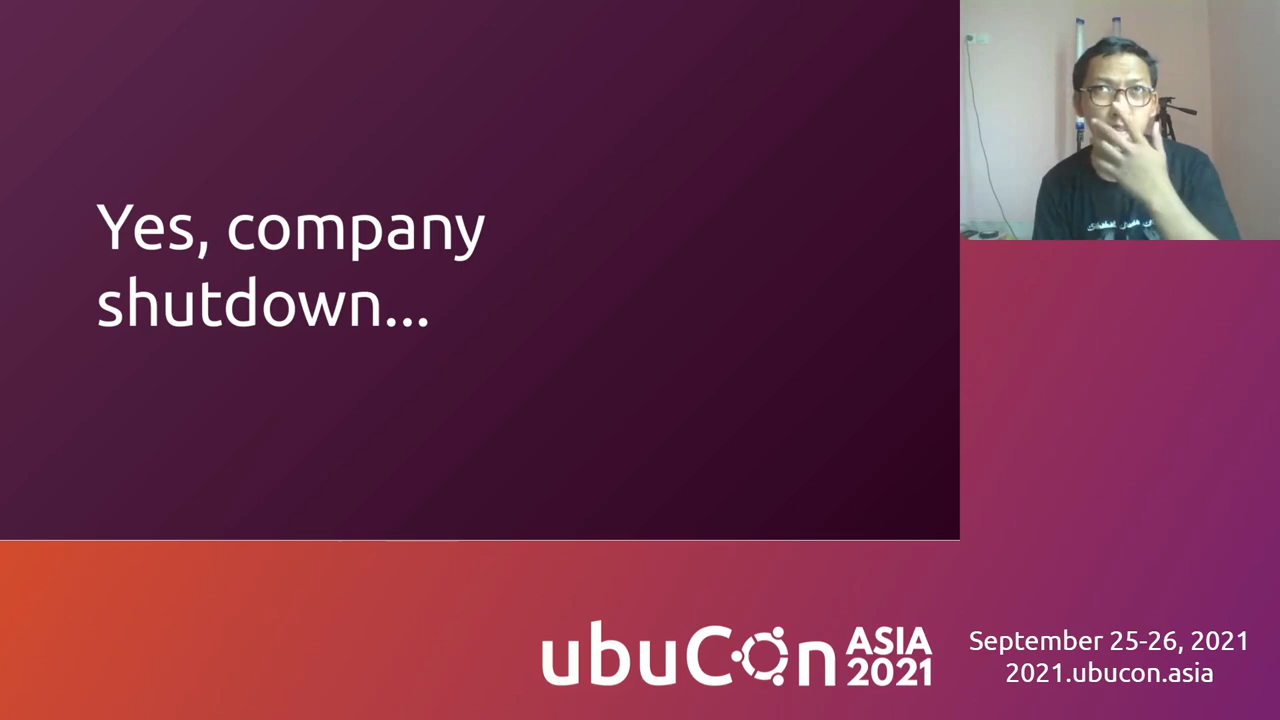 Yes, company
shutdown...
ubuCon ASIA
2021
September 25-26, 2021
2021.ubucon.asia